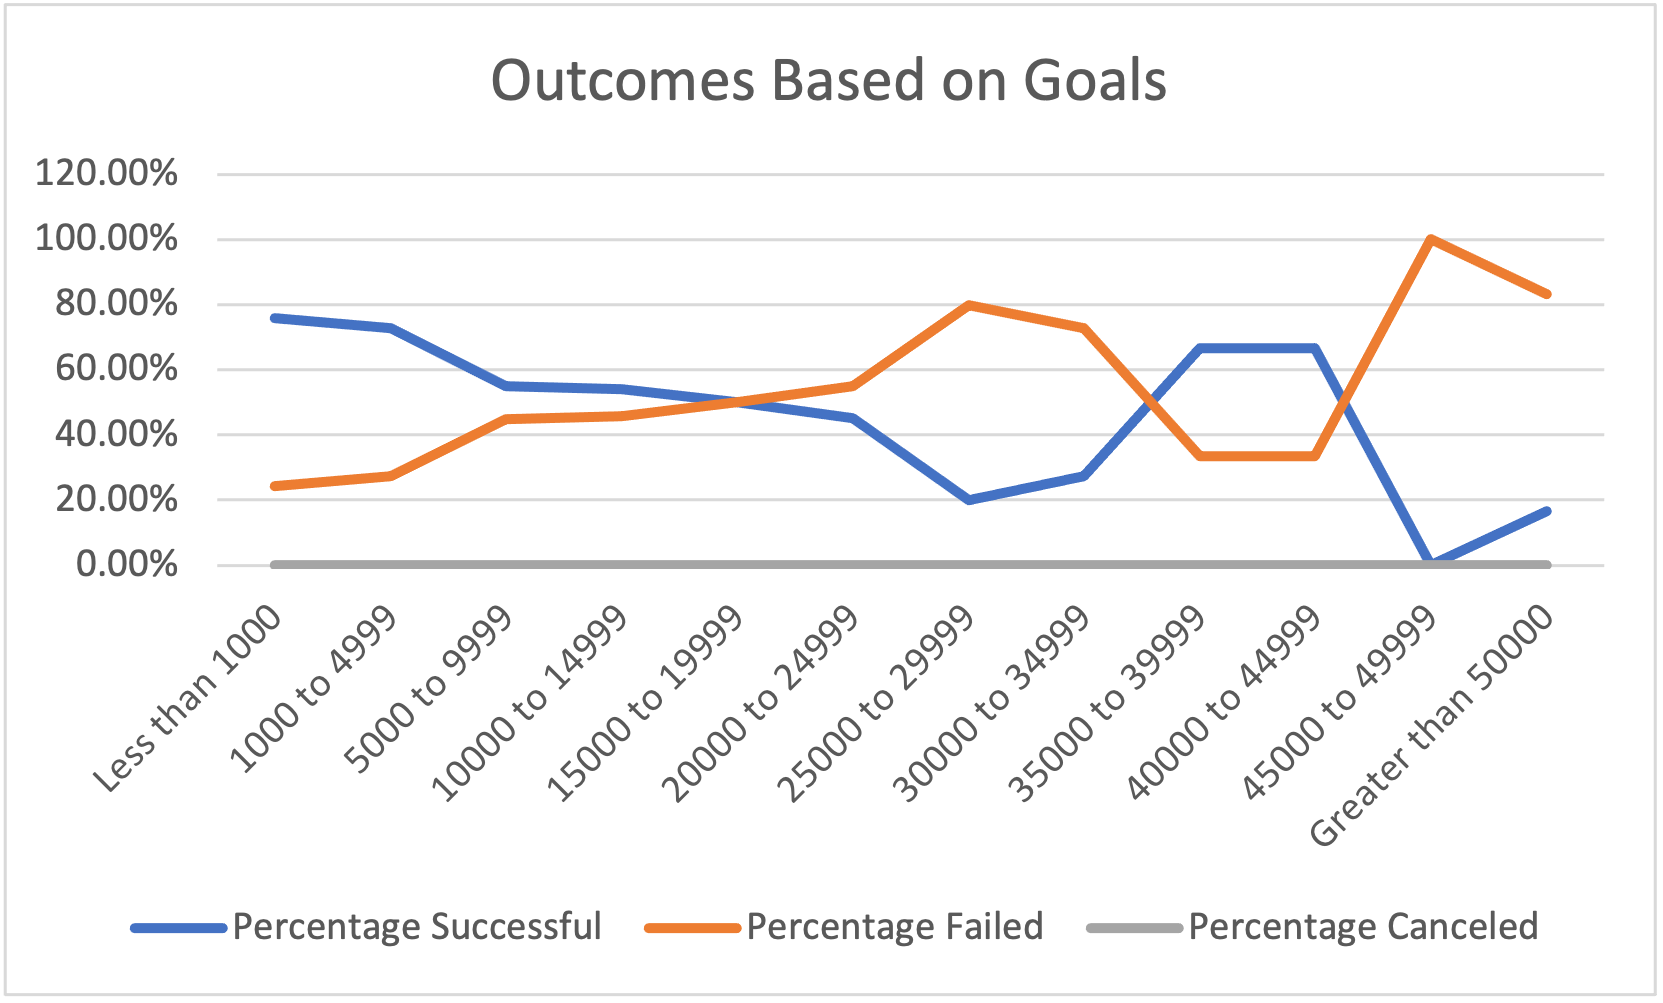 Outcomes Based on Goals
120.00%
100.00%
80.00%
60.00%
40.00%
20.00%
0.00%
Less than 1000
1000 to 4999
5000 to 9999
10000 to 14999
15000 to 19999
20000 to 24999
25000 to 29999
30000 to 34999
35000 to 39999
40000 to 44999
45000 to 49999
Greater than 50000
Percentage Successful
Percentage Failed
Percentage Canceled